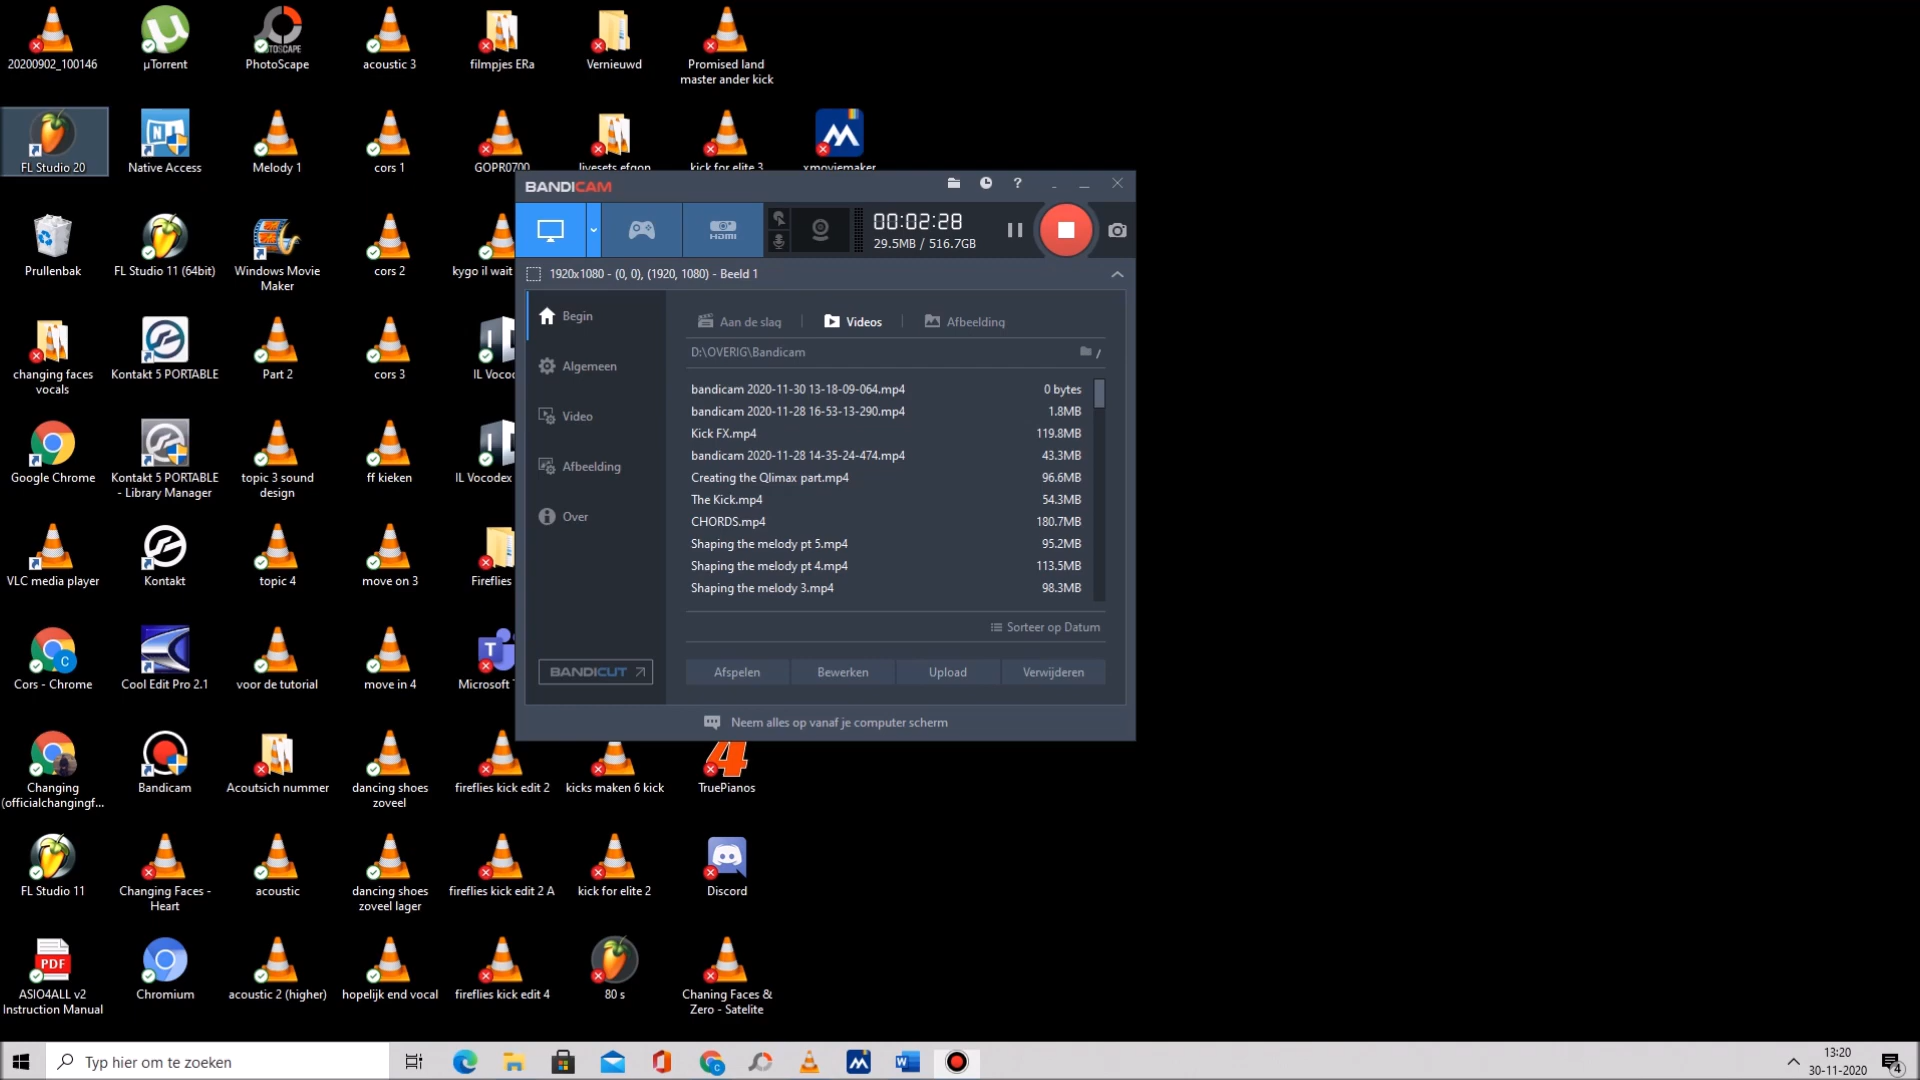 20200902_100146
µTorrent
PhotoScape
acoustic 3
filmpjes ERa
Vernieuwd
Promised land
master ander kick
FL Studio 20
Native Access
Melody 1
cors 1
GOPR0700
livesets efgon
kick for elite 3
xmoviemaker
Prullenbak
FL Studio 11 (64bit)
Windows Movie
Maker
cors 2
kygo il wait
changing faces
vocals
Kontakt 5 PORTABLE
Part 2
cors 3
IL Vocod
Google Chrome
Kontakt 5 PORTABLE
- Library Manager
topic 3 sound
design
ff kieken
IL Vocodex
VLC media player
Kontakt
topic 4
move on 3
Fireflies
Cors - Chrome
Cool Edit Pro 2.1
voor de tutorial
move in 4
Microsoft T
Changing
(officialchangingf...
Bandicam
Acoutsich nummer
dancing shoes
zoveel
fireflies kick edit 2
kicks maken 6 kick
TruePianos
FL Studio 11
Changing Faces -
Heart
acoustic
dancing shoes
zoveel lager
fireflies kick edit 2 A
kick for elite 2
Discord
PDF
ASIO4ALL v2
Instruction Manual
Chromium
acoustic 2 (higher)
hopelijk end vocal
fireflies kick edit 4
80 s
Chaning Faces &
Zero - Satelite
BANDICAM
?
HDMI
00:02:28
29.5MB / 516.7GB
1920x1080 - (0, 0), (1920, 1080) - Beeld 1
Begin
Algemeen
Video
Afbeelding
Over
BANDICUT
Aan de slag
Videos
Afbeelding
D:\OVERIG\Bandicam
/
bandicam 2020-11-30 13-18-09-064.mp4 0 bytes
bandicam 2020-11-28 16-53-13-290.mp4 1.8MB
Kick FX.mp4 119.8MB
bandicam 2020-11-28 14-35-24-474.mp4 43.3MB
Creating the Qlimax part.mp4 96.6MB
The Kick.mp4 54.3MB
CHORDS.mp4 180.7MB
Shaping the melody pt 5.mp4 95.2MB
Shaping the melody pt 4.mp4 113.5MB
Shaping the melody 3.mp4 98.3MB
Sorteer op Datum
Afspelen
Bewerken
Upload
Verwijderen
Neem alles op vanaf je computer scherm
Typ hier om te zoeken
13:20
30-11-2020
4